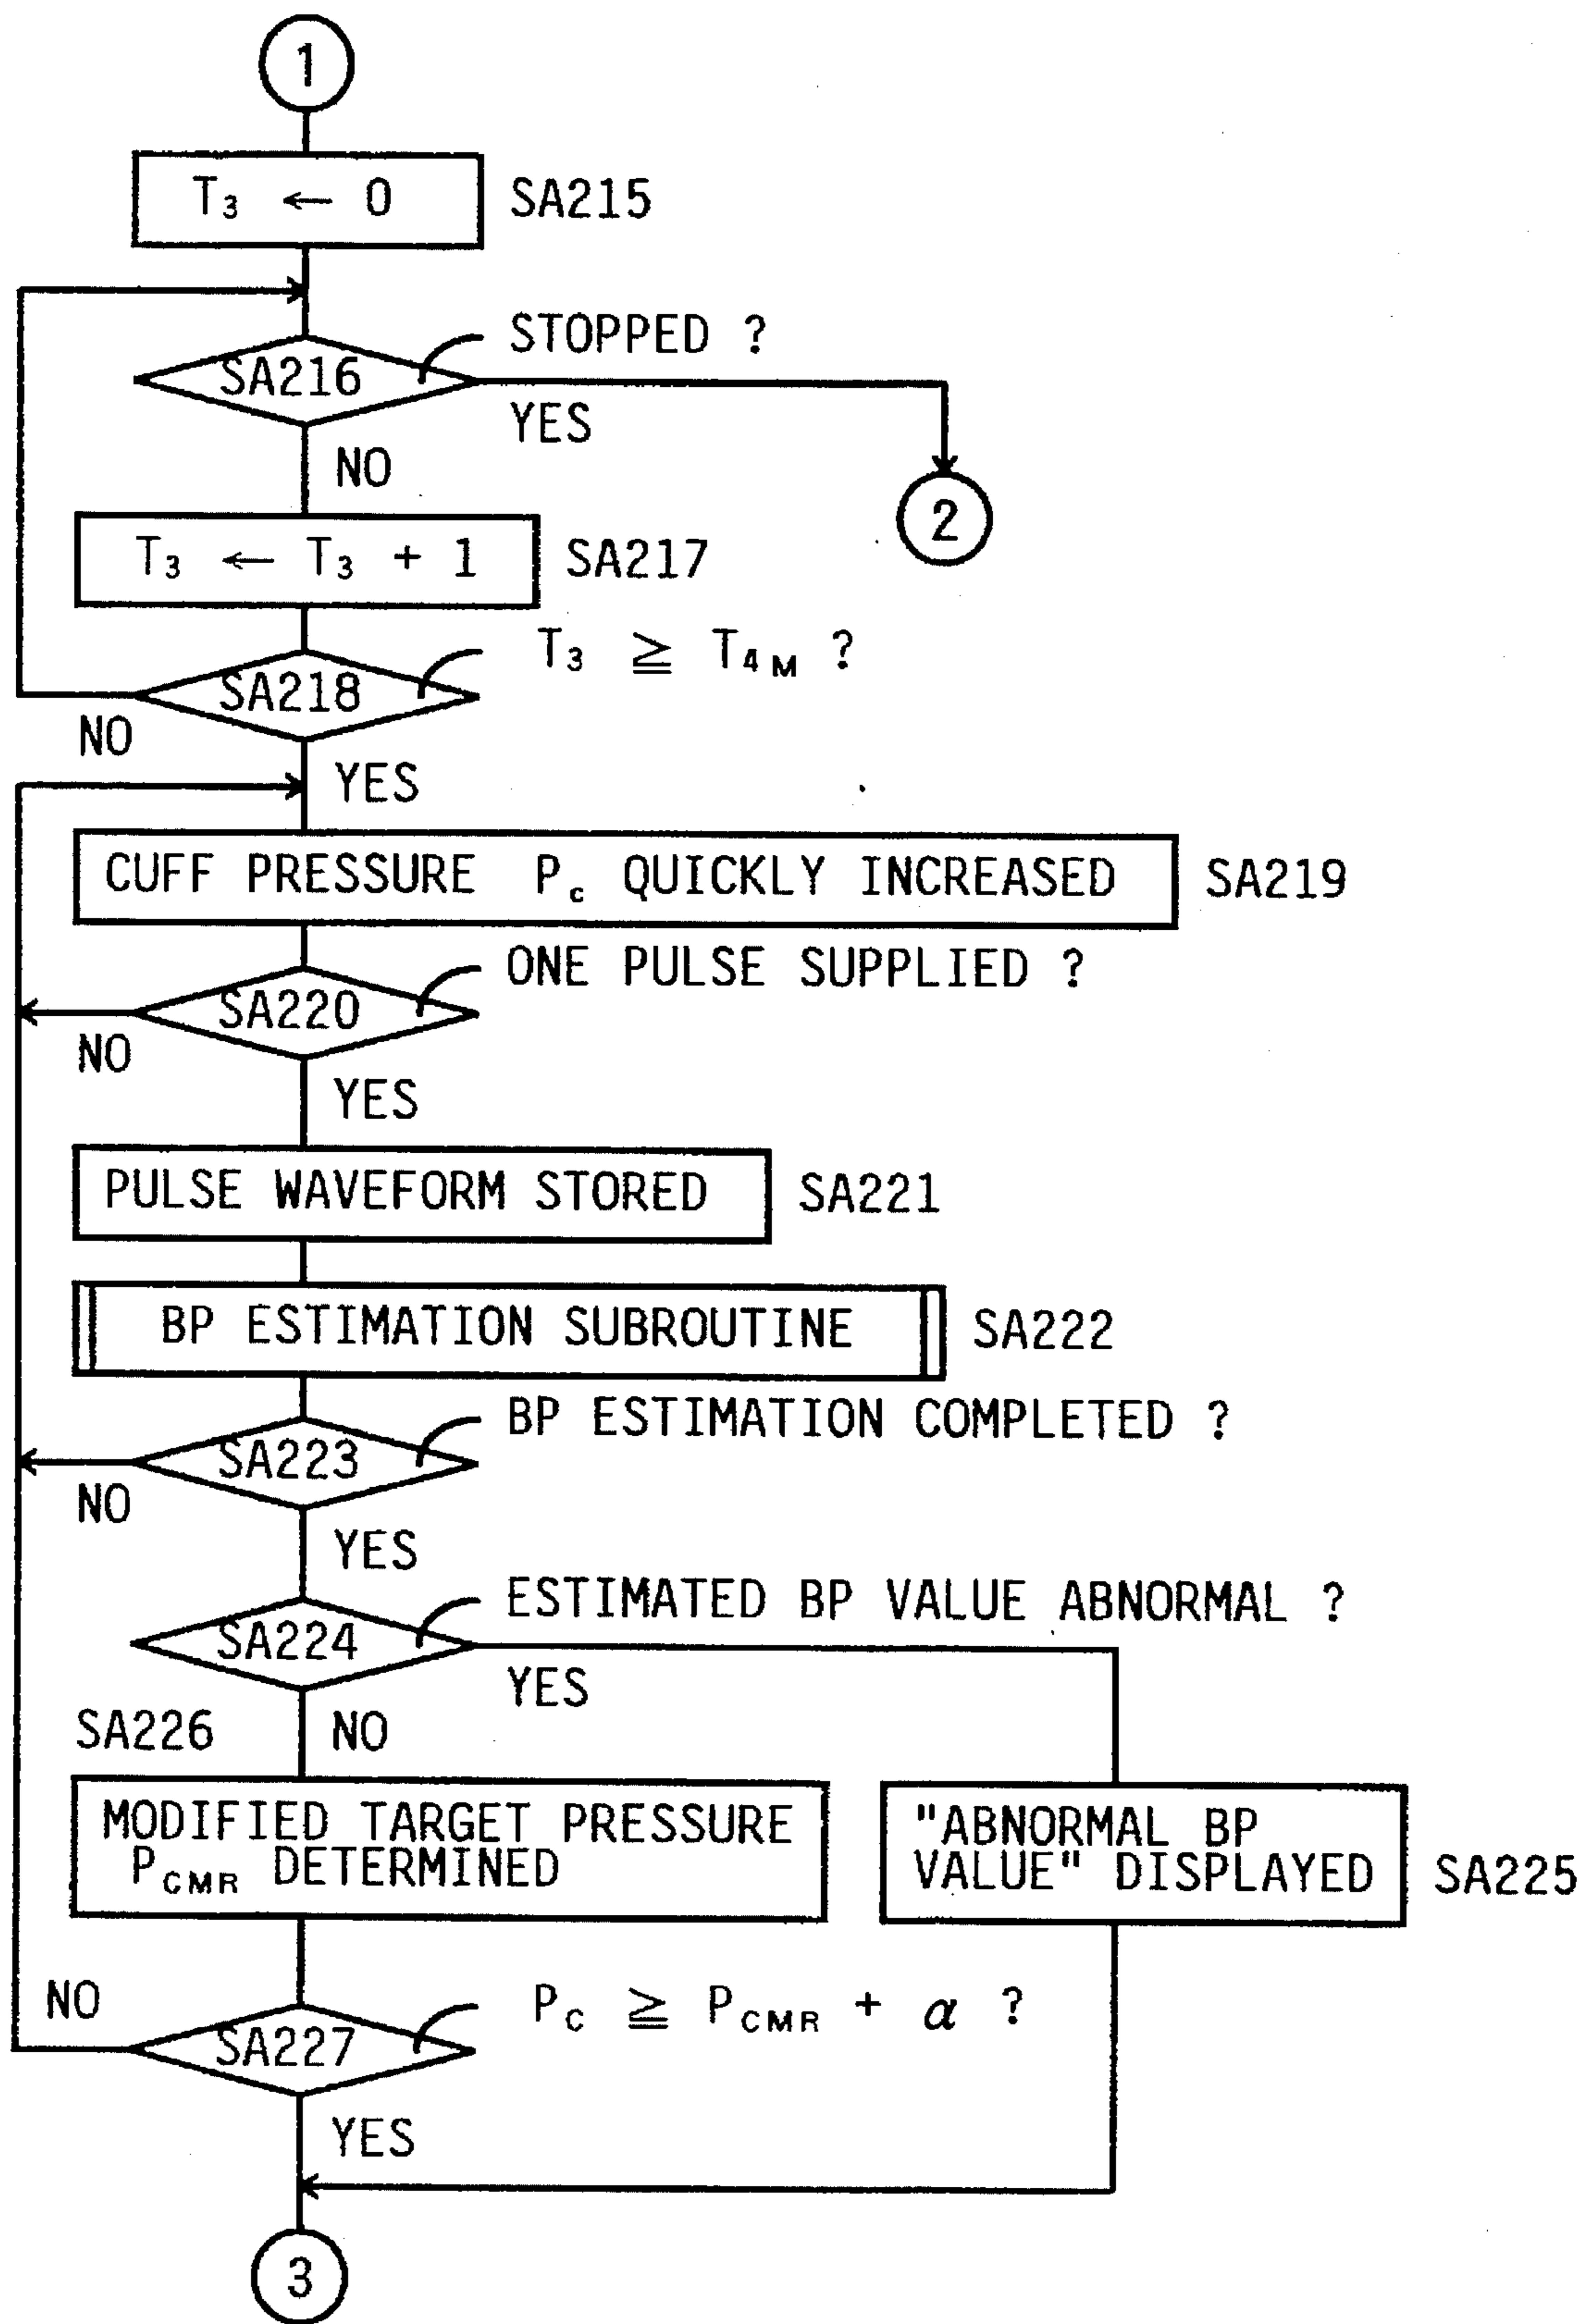 1
T₃ ← 0 SA215
STOPPED ?
SA216
YES
NO
2
T₃ ← T₃ + 1 SA217
T₃ ≧ T₄M ?
SA218
NO
YES
CUFF PRESSURE Pc QUICKLY INCREASED SA219
ONE PULSE SUPPLIED ?
SA220
NO
YES
PULSE WAVEFORM STORED SA221
BP ESTIMATION SUBROUTINE SA222
BP ESTIMATION COMPLETED ?
SA223
NO
YES
ESTIMATED BP VALUE ABNORMAL ?
SA224
YES
SA226 NO
MODIFIED TARGET PRESSURE
PCMR DETERMINED
"ABNORMAL BP
VALUE" DISPLAYED SA225
NO
PC ≧ PCMR + α ?
SA227
YES
3